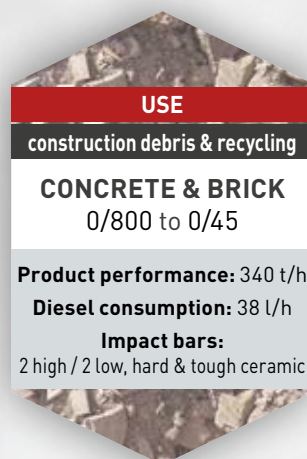 USE
construction debris & recycling
CONCRETE & BRICK
0/800 to 0/45
Product performance: 340 t/h
Diesel consumption: 38 l/h
Impact bars:
2 high / 2 low, hard & tough ceramic